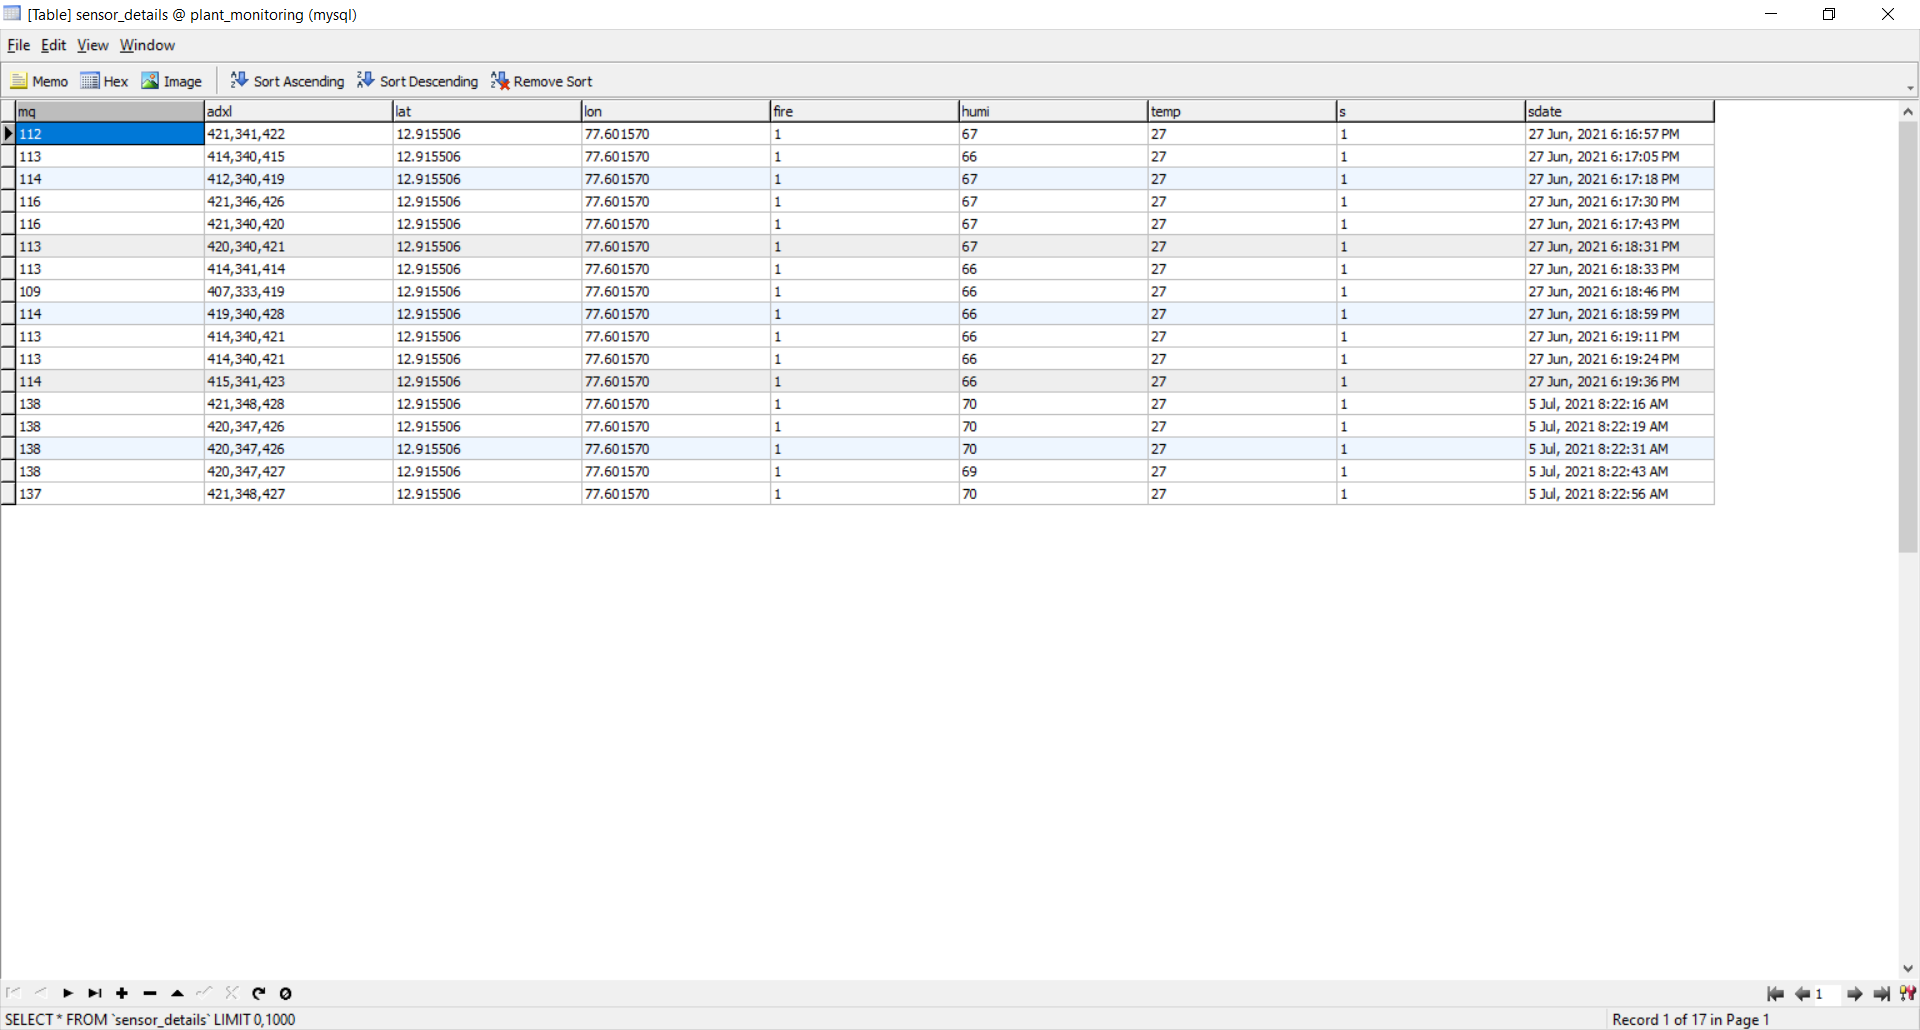 [Table] sensor_details @ plant_monitoring (mysql)
File Edit View Window
Memo Hex Image Sort Ascending Sort Descending Remove Sort
mq adxl lat lon fire humi temp s sdate
112 421,341,422 12.915506 77.601570 1 67 27 1 27 Jun, 2021 6:16:57 PM
113 414,340,415 12.915506 77.601570 1 66 27 1 27 Jun, 2021 6:17:05 PM
114 412,340,419 12.915506 77.601570 1 67 27 1 27 Jun, 2021 6:17:18 PM
116 421,346,426 12.915506 77.601570 1 67 27 1 27 Jun, 2021 6:17:30 PM
116 421,340,420 12.915506 77.601570 1 67 27 1 27 Jun, 2021 6:17:43 PM
113 420,340,421 12.915506 77.601570 1 67 27 1 27 Jun, 2021 6:18:31 PM
113 414,341,414 12.915506 77.601570 1 66 27 1 27 Jun, 2021 6:18:33 PM
109 407,333,419 12.915506 77.601570 1 66 27 1 27 Jun, 2021 6:18:46 PM
114 419,340,428 12.915506 77.601570 1 66 27 1 27 Jun, 2021 6:18:59 PM
113 414,340,421 12.915506 77.601570 1 66 27 1 27 Jun, 2021 6:19:11 PM
113 414,340,421 12.915506 77.601570 1 66 27 1 27 Jun, 2021 6:19:24 PM
114 415,341,423 12.915506 77.601570 1 66 27 1 27 Jun, 2021 6:19:36 PM
138 421,348,428 12.915506 77.601570 1 70 27 1 5 Jul, 2021 8:22:16 AM
138 420,347,426 12.915506 77.601570 1 70 27 1 5 Jul, 2021 8:22:19 AM
138 420,347,426 12.915506 77.601570 1 70 27 1 5 Jul, 2021 8:22:31 AM
138 420,347,427 12.915506 77.601570 1 69 27 1 5 Jul, 2021 8:22:43 AM
137 421,348,427 12.915506 77.601570 1 70 27 1 5 Jul, 2021 8:22:56 AM
1
SELECT * FROM `sensor_details` LIMIT 0,1000 Record 1 of 17 in Page 1